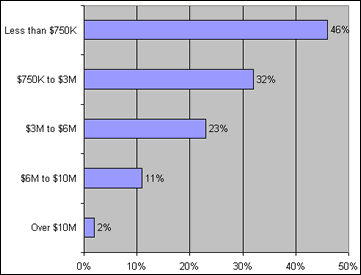 Less than $750K
46%
$750K to $3M
32%
$3M to $6M
23%
$6M to $10M
11%
Over $10M
2%
0% 10% 20% 30% 40% 50%